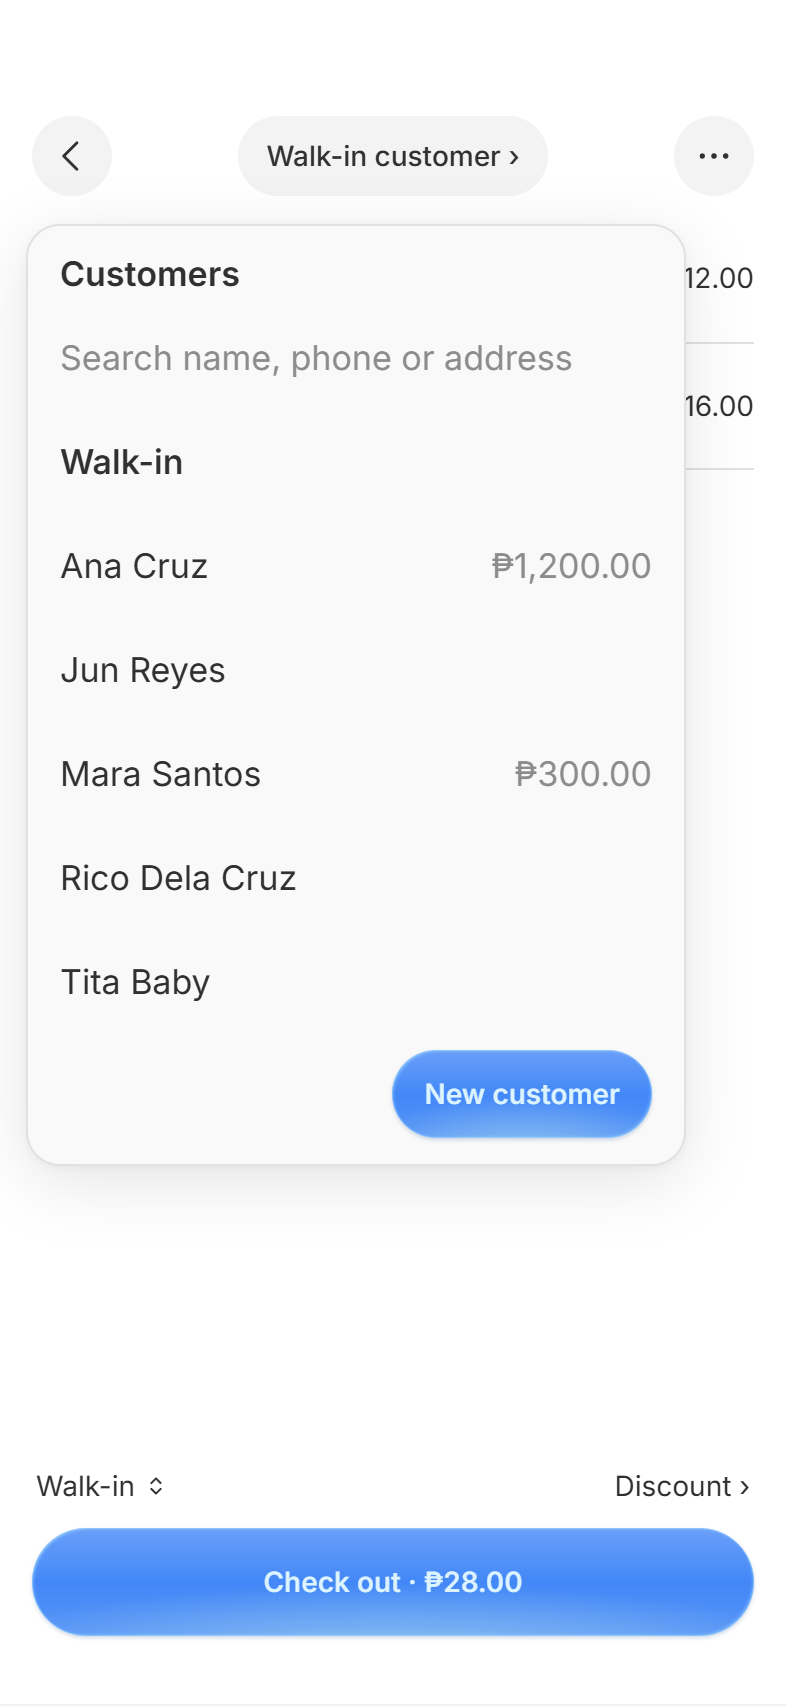 Walk-in customer ›
Customers
12.00
Search name, phone or address
16.00
Walk-in
Ana Cruz ₱1,200.00
Jun Reyes
Mara Santos ₱300.00
Rico Dela Cruz
Tita Baby
New customer
Walk-in Discount ›
Check out · ₱28.00